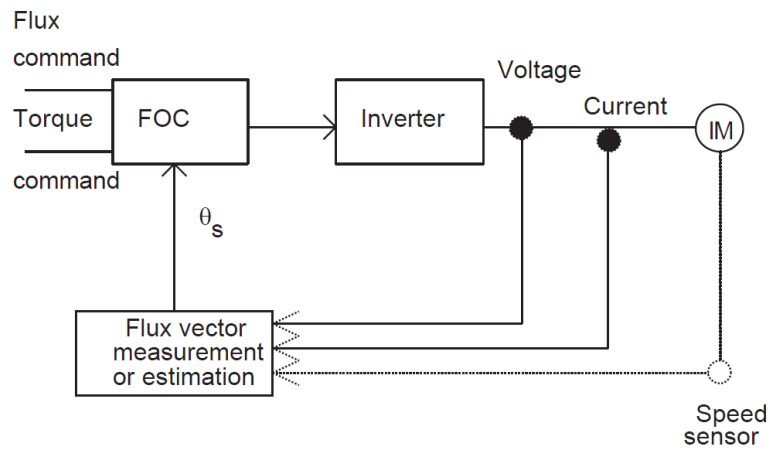 Flux
command
Torque
command
FOC
Inverter
Voltage
Current
IM
θs
Flux vector
measurement
or estimation
Speed
sensor